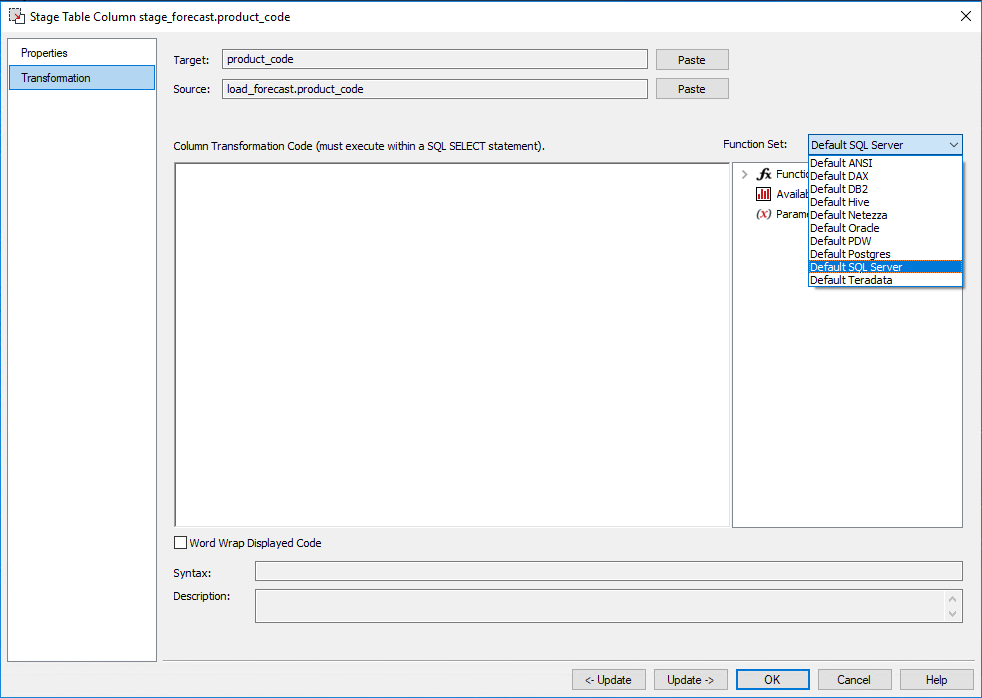 Stage Table Column stage_forecast.product_code
Properties
Transformation
Target: product_code Paste
Source: load_forecast.product_code Paste
Column Transformation Code (must execute within a SQL SELECT statement).
Function Set: Default SQL Server
Default ANSI
Default DAX
Default DB2
Default Hive
Default Netezza
Default Oracle
Default PDW
Default Postgres
Default SQL Server
Default Teradata
fx Functio
Availab
(x) Parame
Word Wrap Displayed Code
Syntax:
Description:
<- Update Update -> OK Cancel Help